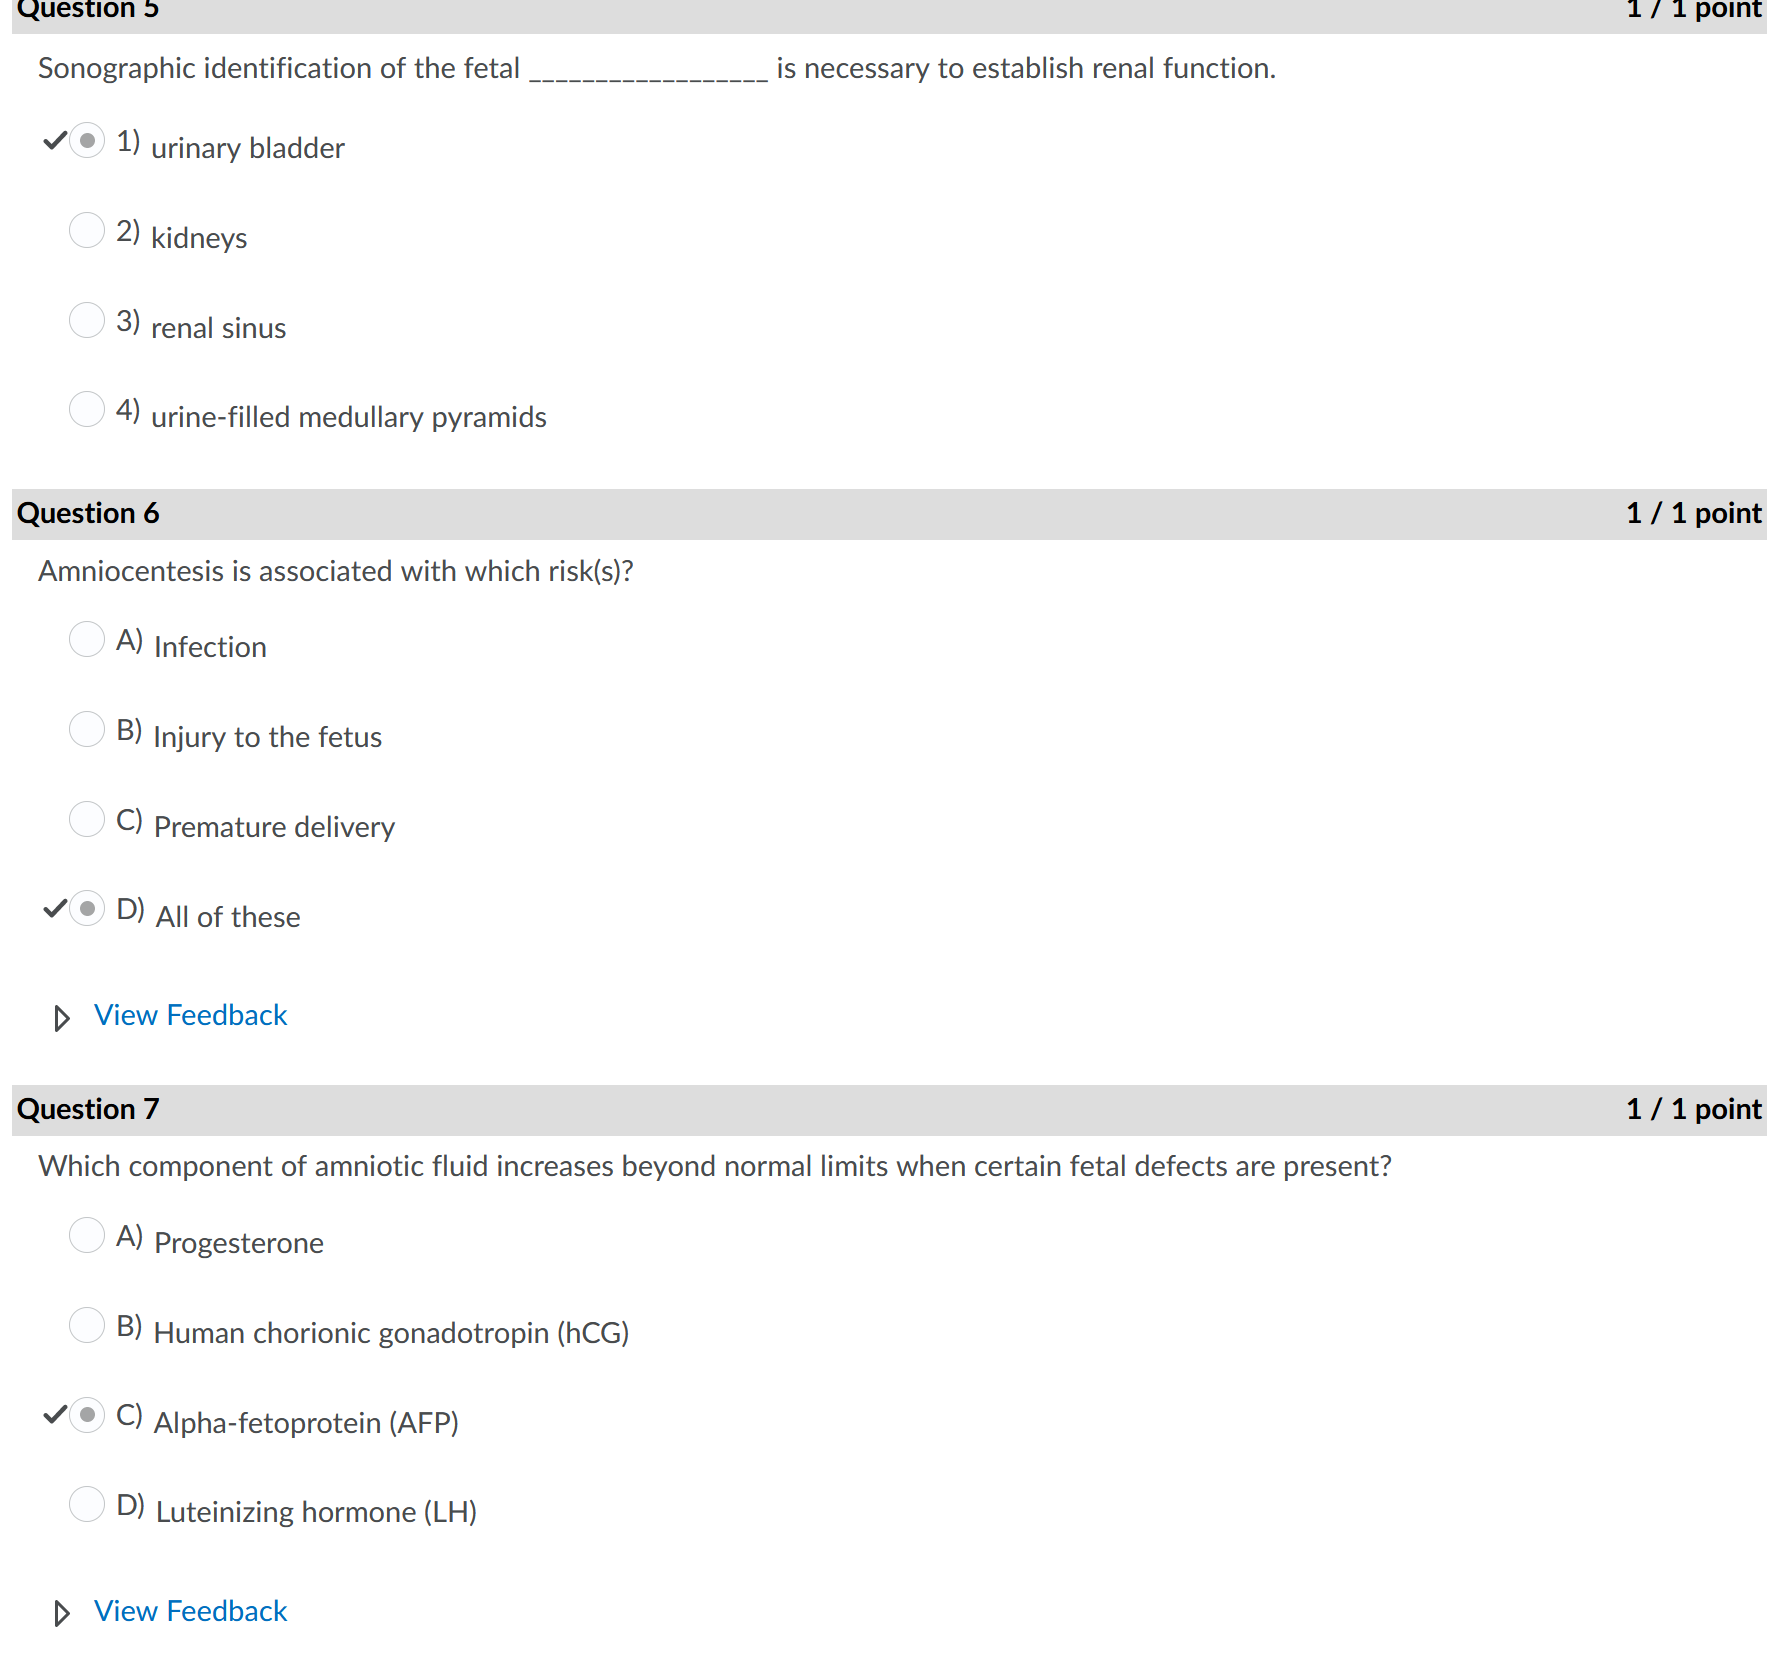 Question 5 1 / 1 point
Sonographic identification of the fetal __________________ is necessary to establish renal function.
1) urinary bladder
2) kidneys
3) renal sinus
4) urine-filled medullary pyramids
Question 6 1 / 1 point
Amniocentesis is associated with which risk(s)?
A) Infection
B) Injury to the fetus
C) Premature delivery
D) All of these
View Feedback
Question 7 1 / 1 point
Which component of amniotic fluid increases beyond normal limits when certain fetal defects are present?
A) Progesterone
B) Human chorionic gonadotropin (hCG)
C) Alpha-fetoprotein (AFP)
D) Luteinizing hormone (LH)
View Feedback